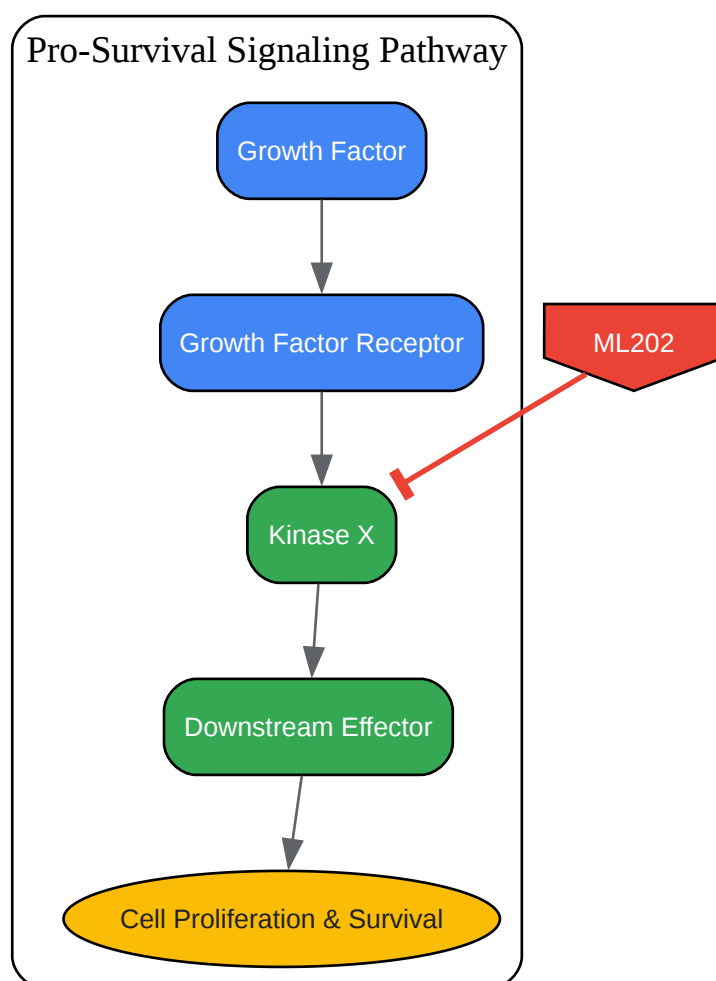 Pro-Survival Signaling Pathway
Growth Factor
Growth Factor Receptor
ML202
Kinase X
Downstream Effector
Cell Proliferation & Survival